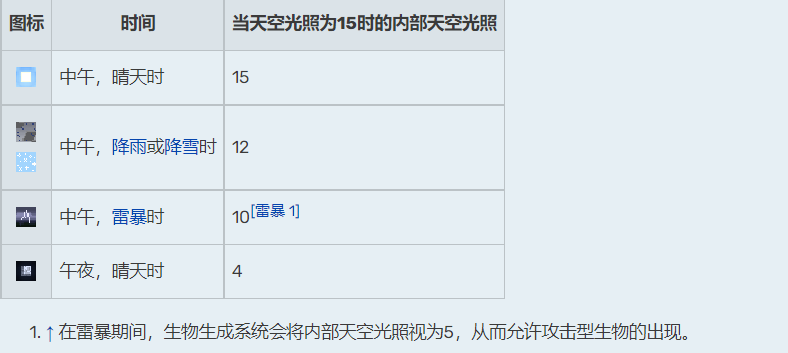 图标 时间 当天空光照为15时的内部天空光照
中午，晴天时 15
中午，降雨或降雪时 12
中午，雷暴时 10[雷暴 1]
午夜，晴天时 4
1. ↑ 在雷暴期间，生物生成系统会将内部天空光照视为5，从而允许攻击型生物的出现。